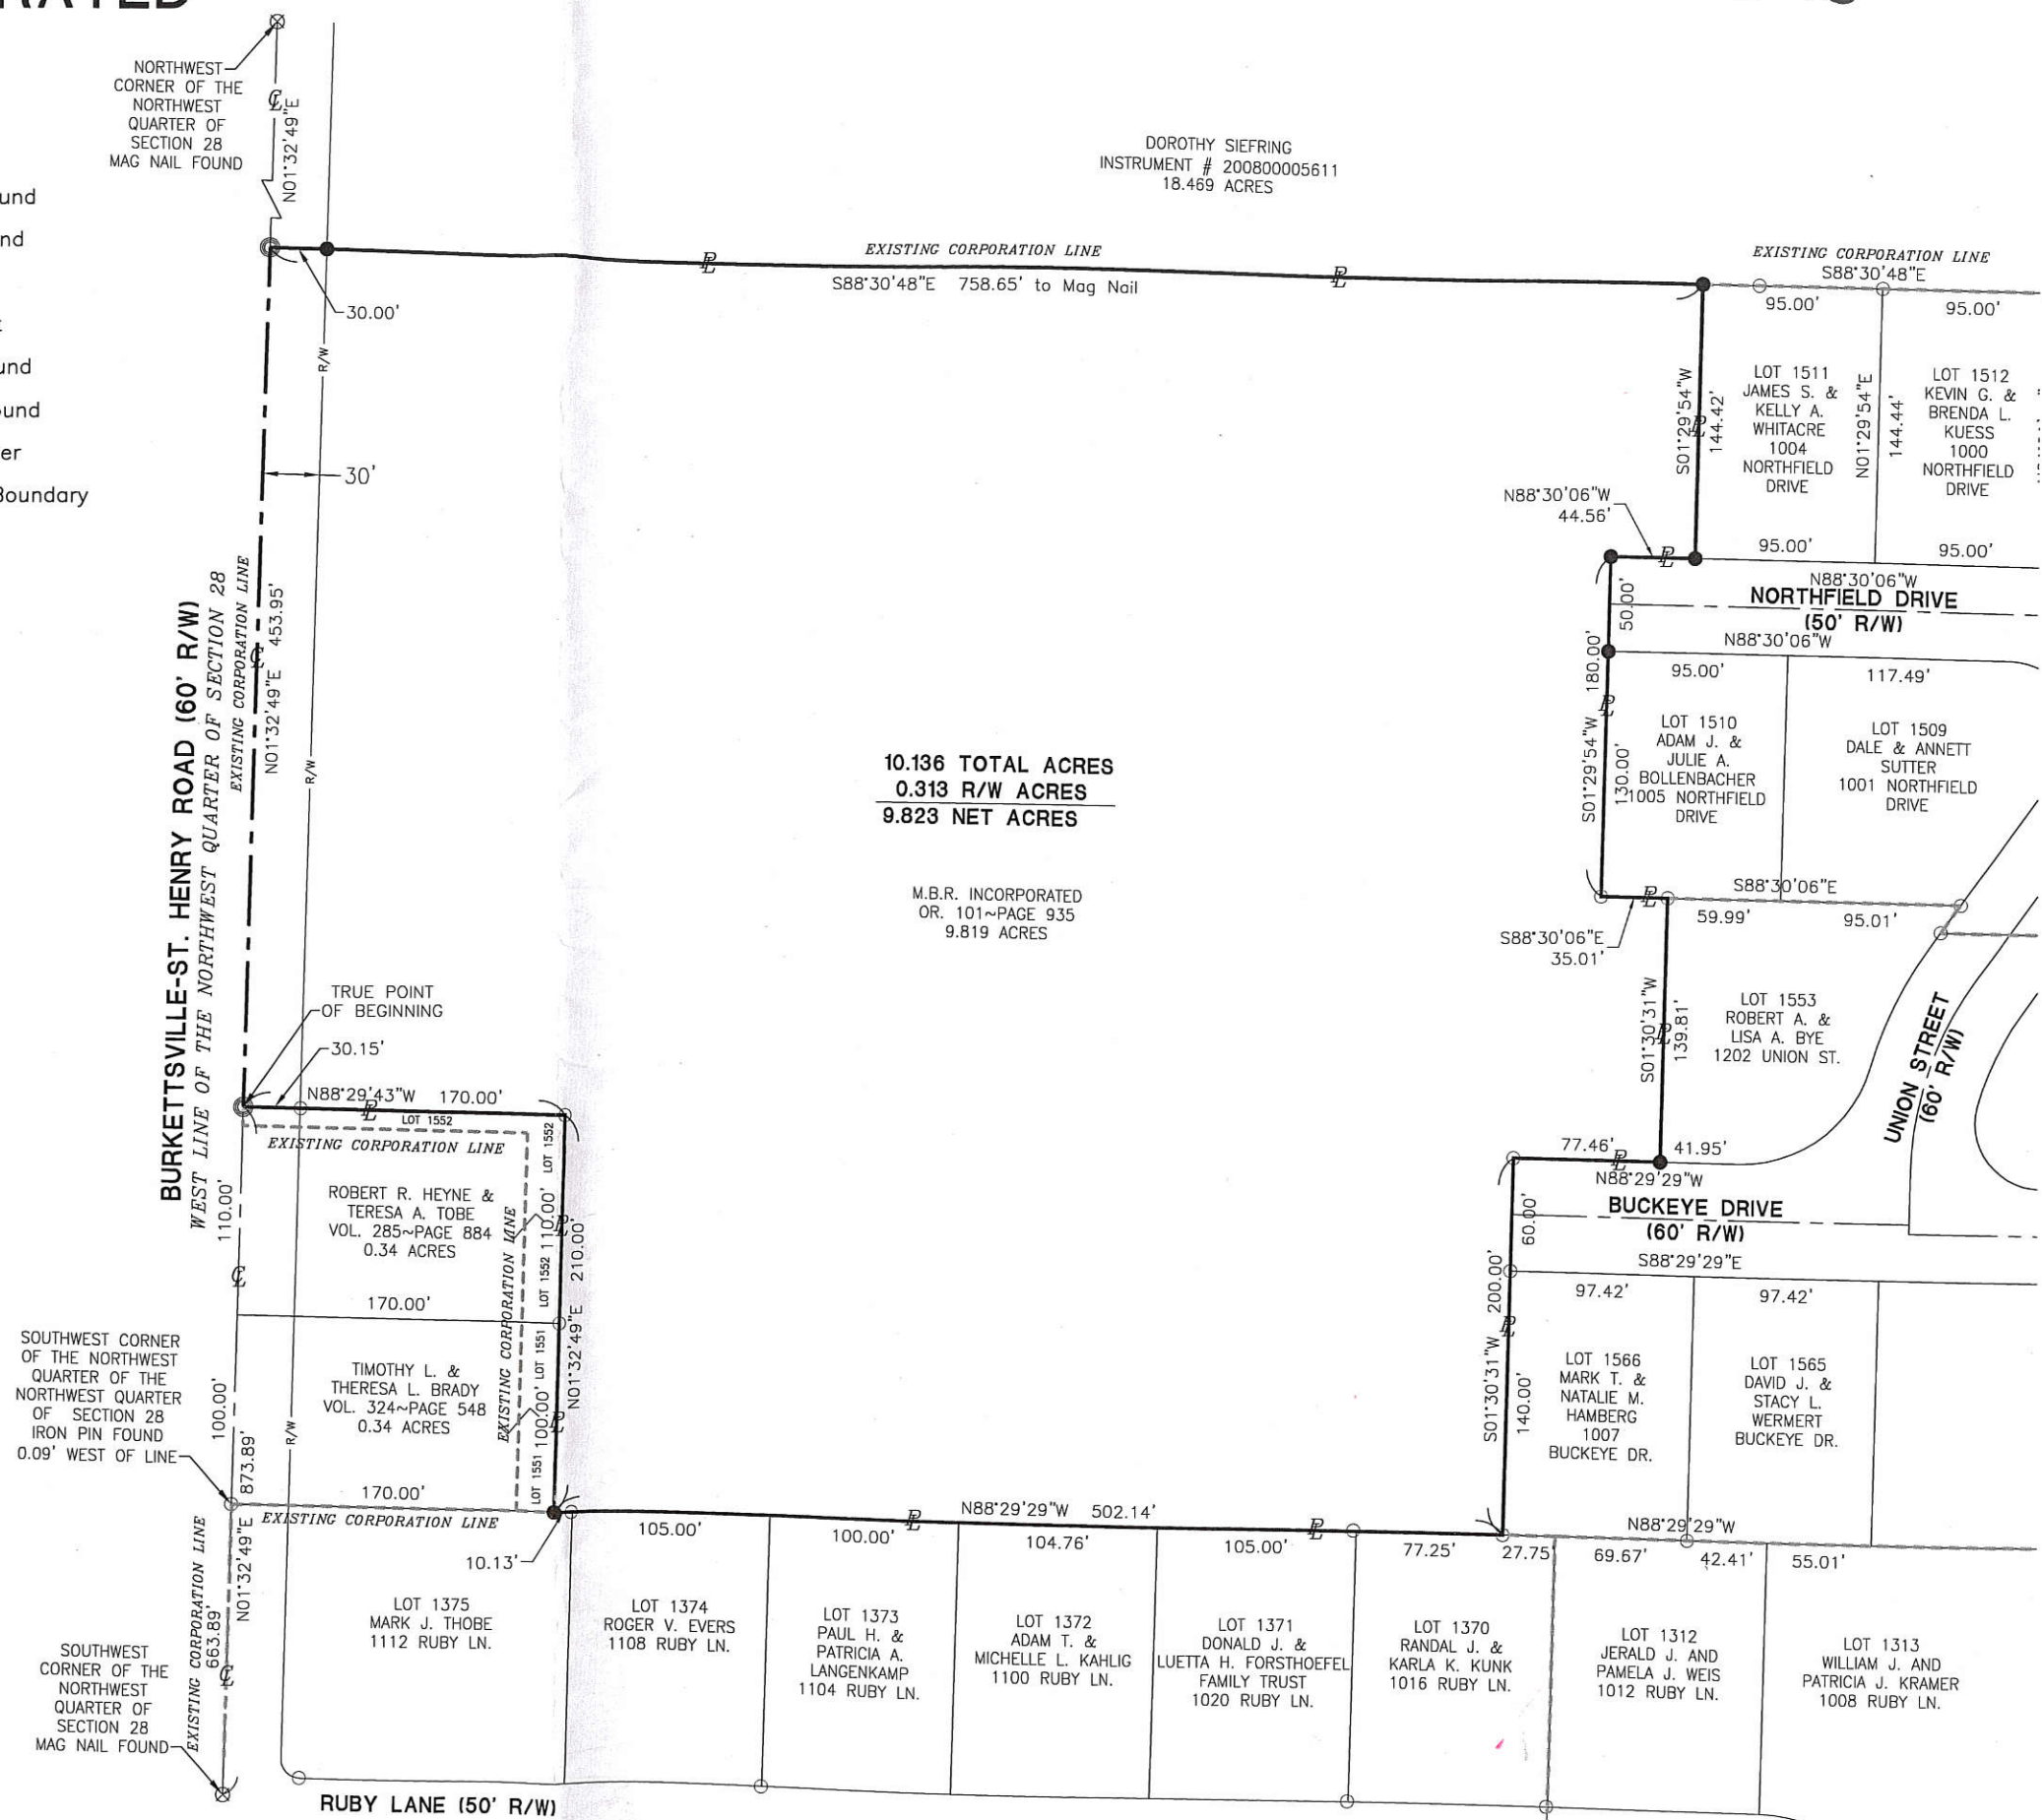 NORTHWEST
CORNER OF THE
NORTHWEST
QUARTER OF
SECTION 28
MAG NAIL FOUND
N01°32'49"E
DOROTHY SIEFRING
INSTRUMENT # 200800005611
18.469 ACRES
und
nd
und
ound
er
Boundary
EXISTING CORPORATION LINE
S88°30'48"E 758.65' to Mag Nail
30.00'
EXISTING CORPORATION LINE
S88°30'48"E
95.00'
95.00'
R/W
30'
S01°29'54"W
144.42'
LOT 1511
JAMES S. &
KELLY A.
WHITACRE
1004
NORTHFIELD
DRIVE
N01°29'54"E
144.44'
LOT 1512
KEVIN G. &
BRENDA L.
KUESS
1000
NORTHFIELD
DRIVE
N88°30'06"W
44.56'
95.00'
95.00'
N88°30'06"W
NORTHFIELD DRIVE
(50' R/W)
N88°30'06"W
50.00'
180.00'
S01°29'54"W
130.00'
95.00'
117.49'
LOT 1510
ADAM J. &
JULIE A.
BOLLENBACHER
1005 NORTHFIELD
DRIVE
LOT 1509
DALE & ANNETT
SUTTER
1001 NORTHFIELD
DRIVE
BURKETTSVILLE-ST. HENRY ROAD (60' R/W)
WEST LINE OF THE NORTHWEST QUARTER OF SECTION 28
EXISTING CORPORATION LINE
N01°32'49"E 453.95'
R/W
10.136 TOTAL ACRES
0.313 R/W ACRES
9.823 NET ACRES
M.B.R. INCORPORATED
OR. 101~PAGE 935
9.819 ACRES
S88°30'06"E
59.99'
95.01'
S88°30'06"E
35.01'
S01°30'31"W
139.81'
LOT 1553
ROBERT A. &
LISA A. BYE
1202 UNION ST.
UNION STREET
(60' R/W)
TRUE POINT
OF BEGINNING
30.15'
N88°29'43"W 170.00'
LOT 1552
EXISTING CORPORATION LINE
LOT 1552
110.00'
ROBERT R. HEYNE &
TERESA A. TOBE
VOL. 285~PAGE 884
0.34 ACRES
EXISTING CORPORATION LINE
LOT 1552 110.00'
N01°32'49"E 210.00'
77.46'
41.95'
N88°29'29"W
BUCKEYE DRIVE
(60' R/W)
S88°29'29"E
60.00'
200.00'
S01°30'31"W
140.00'
97.42'
97.42'
170.00'
SOUTHWEST CORNER
OF THE NORTHWEST
QUARTER OF THE
NORTHWEST QUARTER
OF SECTION 28
IRON PIN FOUND
0.09' WEST OF LINE
100.00'
873.89'
R/W
TIMOTHY L. &
THERESA L. BRADY
VOL. 324~PAGE 548
0.34 ACRES
LOT 1551 100.00' LOT 1551
LOT 1566
MARK T. &
NATALIE M.
HAMBERG
1007
BUCKEYE DR.
LOT 1565
DAVID J. &
STACY L.
WERMERT
BUCKEYE DR.
170.00'
EXISTING CORPORATION LINE
10.13'
N88°29'29"W 502.14'
105.00'
100.00'
104.76'
105.00'
77.25'
27.75'
N88°29'29"W
69.67'
42.41'
55.01'
N01°32'49"E
663.89'
EXISTING CORPORATION LINE
SOUTHWEST
CORNER OF THE
NORTHWEST
QUARTER OF
SECTION 28
MAG NAIL FOUND
LOT 1375
MARK J. THOBE
1112 RUBY LN.
LOT 1374
ROGER V. EVERS
1108 RUBY LN.
LOT 1373
PAUL H. &
PATRICIA A.
LANGENKAMP
1104 RUBY LN.
LOT 1372
ADAM T. &
MICHELLE L. KAHLIG
1100 RUBY LN.
LOT 1371
DONALD J. &
LUETTA H. FORSTHOEFEL
FAMILY TRUST
1020 RUBY LN.
LOT 1370
RANDAL J. &
KARLA K. KUNK
1016 RUBY LN.
LOT 1312
JERALD J. AND
PAMELA J. WEIS
1012 RUBY LN.
LOT 1313
WILLIAM J. AND
PATRICIA J. KRAMER
1008 RUBY LN.
RUBY LANE (50' R/W)